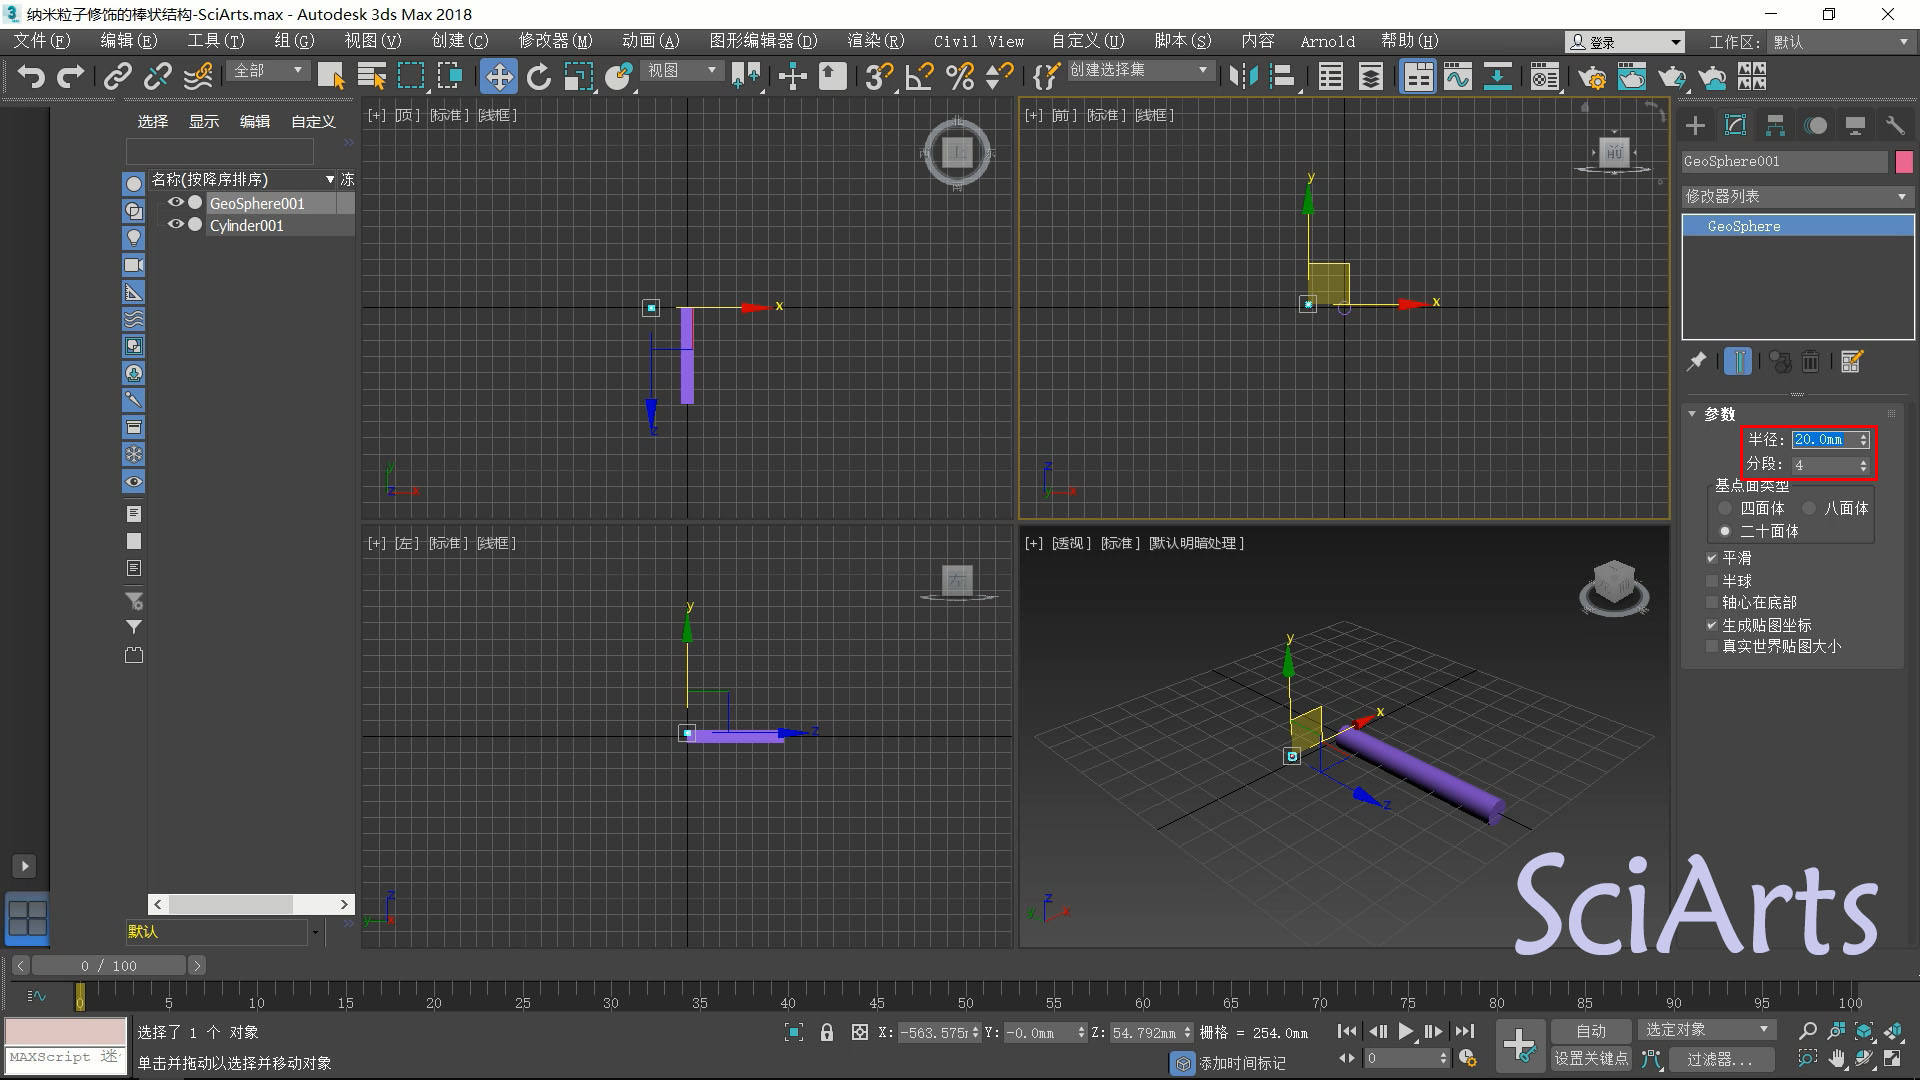 纳米粒子修饰的棒状结构-SciArts.max - Autodesk 3ds Max 2018
文件(F) 编辑(E) 工具(T) 组(G) 视图(V) 创建(C) 修改器(M) 动画(A) 图形编辑器(D) 渲染(R) Civil View 自定义(U) 脚本(S) 内容 Arnold 帮助(H) 登录 工作区: 默认
全部 视图 创建选择集
选择 显示 编辑 自定义
名称(按降序排序) 冻
GeoSphere001
Cylinder001
默认
[+] [顶] [标准] [线框]
上
北
东
南
西
x
z
[+] [前] [标准] [线框]
前
y
x
[+] [左] [标准] [线框]
左
y
z
[+] [透视] [标准] [默认明暗处理]
y
x
z
GeoSphere001
修改器列表
GeoSphere
参数
半径: 20.0mm
分段: 4
基点面类型
四面体 八面体
二十面体
平滑
半球
轴心在底部
生成贴图坐标
真实世界贴图大小
SciArts
0 / 100
0 5 10 15 20 25 30 35 40 45 50 55 60 65 70 75 80 85 90 95 100
选择了 1 个 对象
X: -563.575m Y: -0.0mm Z: 54.792mm 栅格 = 254.0mm
自动 选定对象
MAXScript 迷
单击并拖动以选择并移动对象
添加时间标记
0
设置关键点 过滤器...